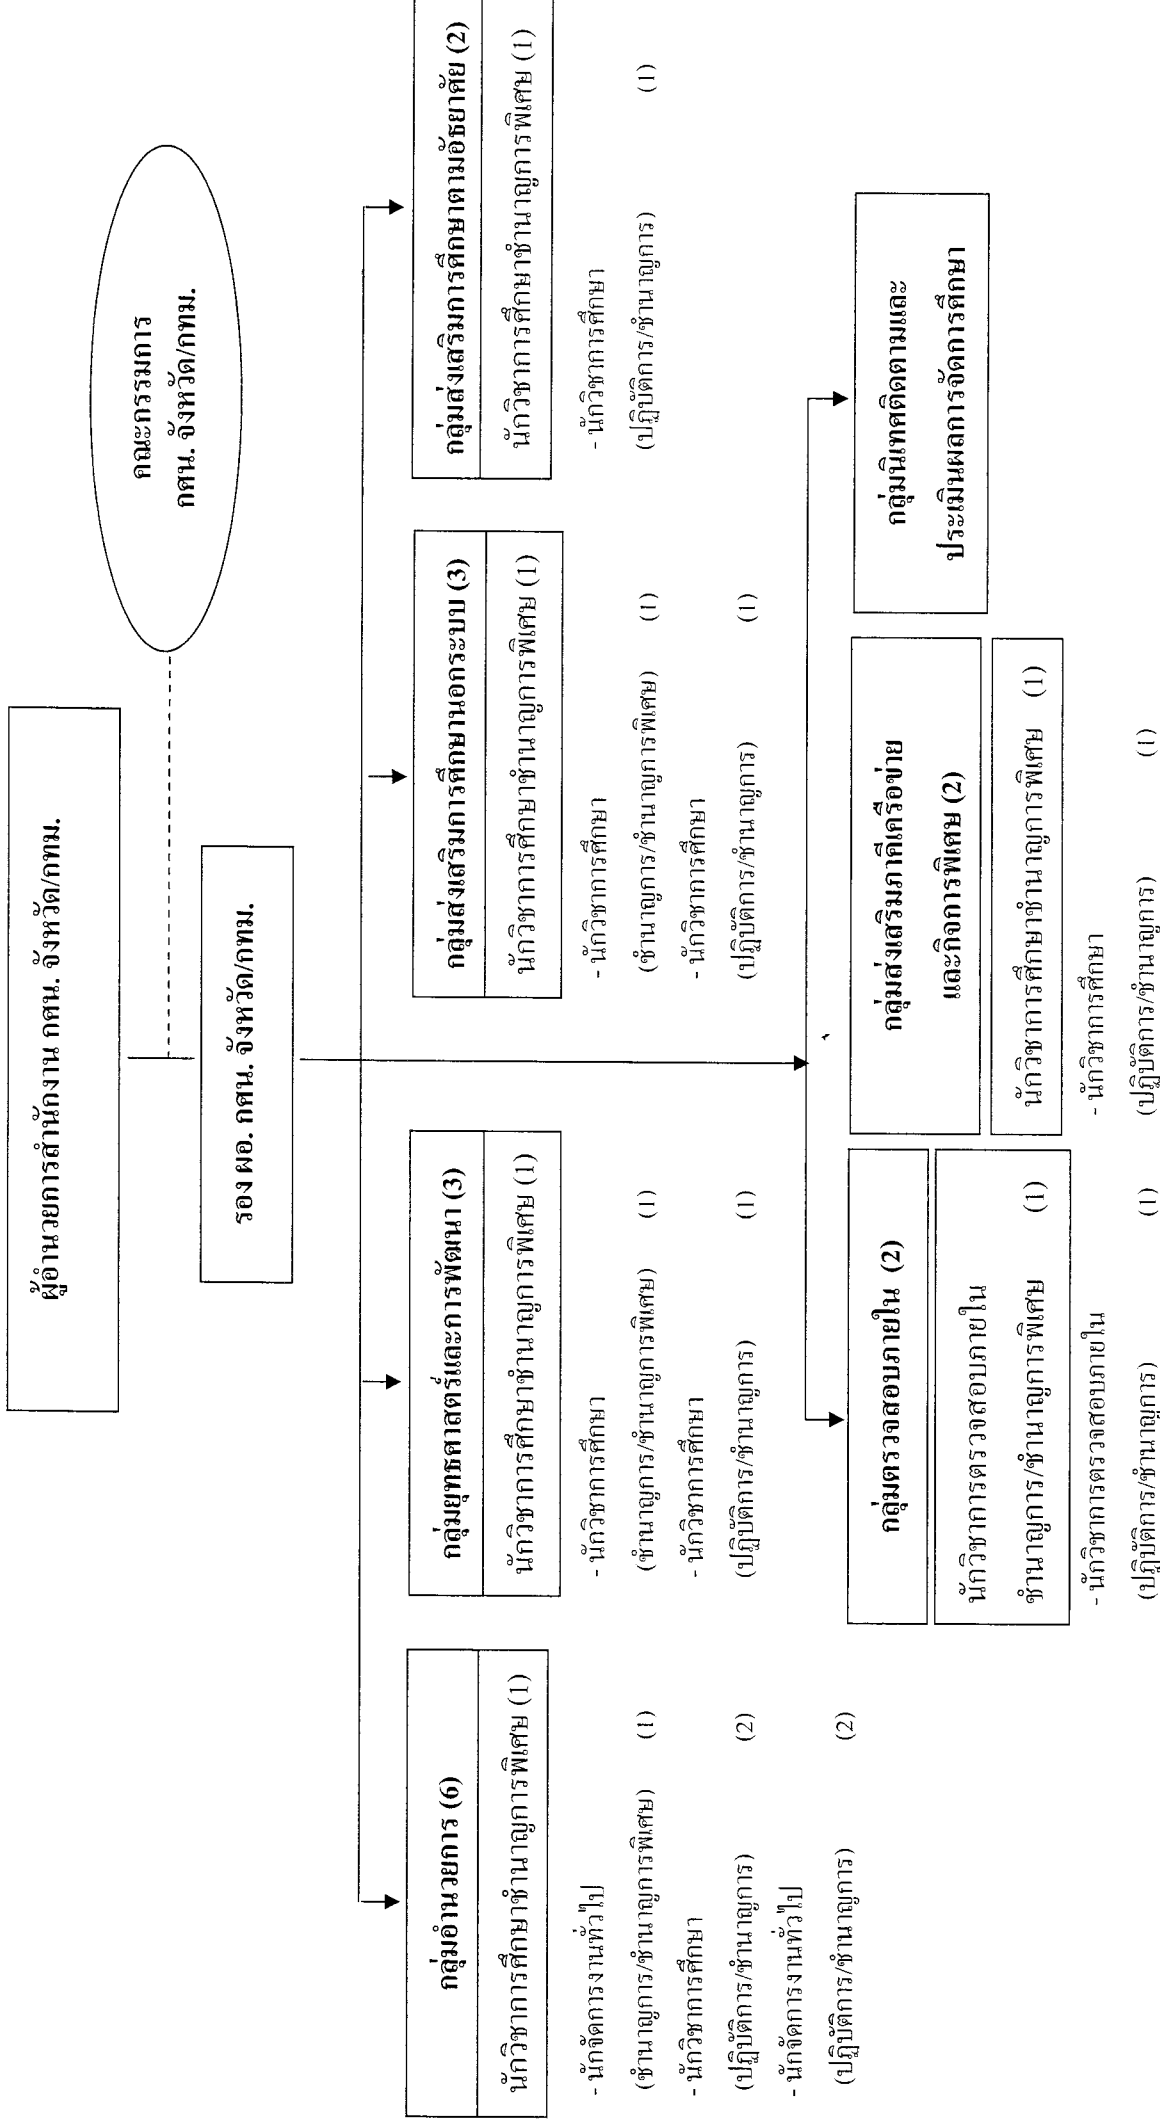 ผู้อำนวยการสำนักงาน กศน. จังหวัด/กทม.
คณะกรรมการ
กศน. จังหวัด/กทม.
รอง ผอ. กศน. จังหวัด/กทม.
กลุ่มอำนวยการ (6)
นักวิชาการศึกษาชำนาญการพิเศษ (1)
- นักจัดการงานทั่วไป
(ชำนาญการ/ชำนาญการพิเศษ) (1)
- นักวิชาการศึกษา
(ปฏิบัติการ/ชำนาญการ) (2)
- นักจัดการงานทั่วไป
(ปฏิบัติการ/ชำนาญการ) (2)
กลุ่มยุทธศาสตร์และการพัฒนา (3)
นักวิชาการศึกษาชำนาญการพิเศษ (1)
- นักวิชาการศึกษา
(ชำนาญการ/ชำนาญการพิเศษ) (1)
- นักวิชาการศึกษา
(ปฏิบัติการ/ชำนาญการ) (1)
กลุ่มส่งเสริมการศึกษานอกระบบ (3)
นักวิชาการศึกษาชำนาญการพิเศษ (1)
- นักวิชาการศึกษา
(ชำนาญการ/ชำนาญการพิเศษ) (1)
- นักวิชาการศึกษา
(ปฏิบัติการ/ชำนาญการ) (1)
กลุ่มส่งเสริมการศึกษาตามอัธยาศัย (2)
นักวิชาการศึกษาชำนาญการพิเศษ (1)
- นักวิชาการศึกษา
(ปฏิบัติการ/ชำนาญการ) (1)
กลุ่มตรวจสอบภายใน (2)
นักวิชาการตรวจสอบภายใน
ชำนาญการ/ชำนาญการพิเศษ (1)
- นักวิชาการตรวจสอบภายใน
(ปฏิบัติการ/ชำนาญการ) (1)
กลุ่มส่งเสริมภาคีเครือข่าย
และกิจการพิเศษ (2)
นักวิชาการศึกษาชำนาญการพิเศษ (1)
- นักวิชาการศึกษา
(ปฏิบัติการ/ชำนาญการ) (1)
กลุ่มนิเทศติดตามและ
ประเมินผลการจัดการศึกษา